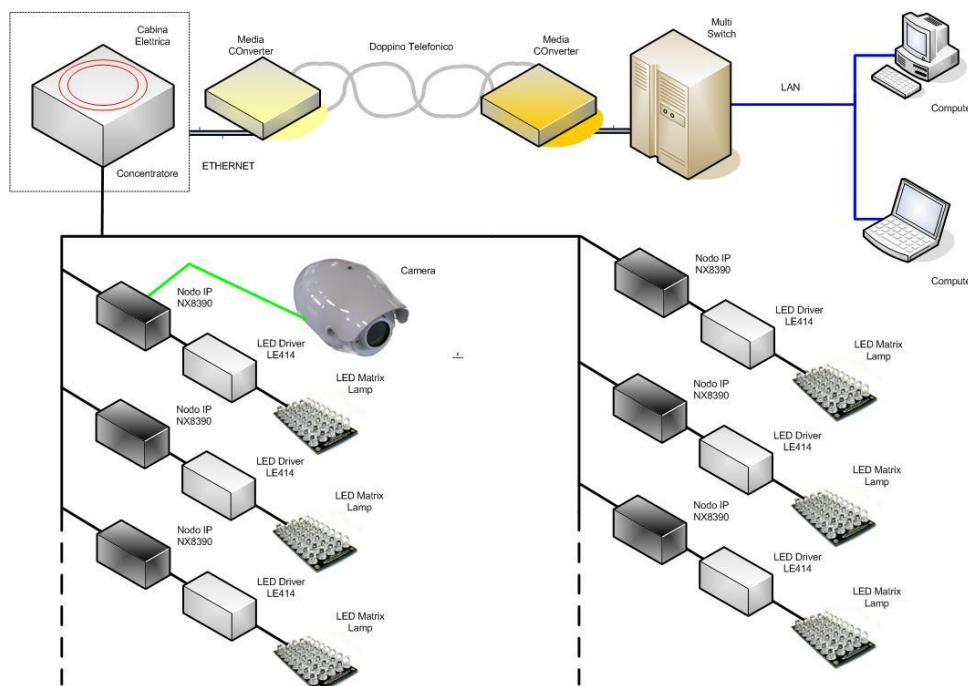 Cabina
Elettrica
Concentratore
Media
COnverter
ETHERNET
Doppino Telefonico
Media
COnverter
Multi
Switch
LAN
Compute
Compute
Nodo IP
NX8390
Camera
LED Driver
LE414
LED Matrix
Lamp
Nodo IP
NX8390
LED Driver
LE414
LED Matrix
Lamp
Nodo IP
NX8390
LED Driver
LE414
LED Matrix
Lamp
Nodo IP
NX8390
LED Driver
LE414
LED Matrix
Lamp
Nodo IP
NX8390
LED Driver
LE414
LED Matrix
Lamp
Nodo IP
NX8390
LED Driver
LE414
LED Matrix
Lamp